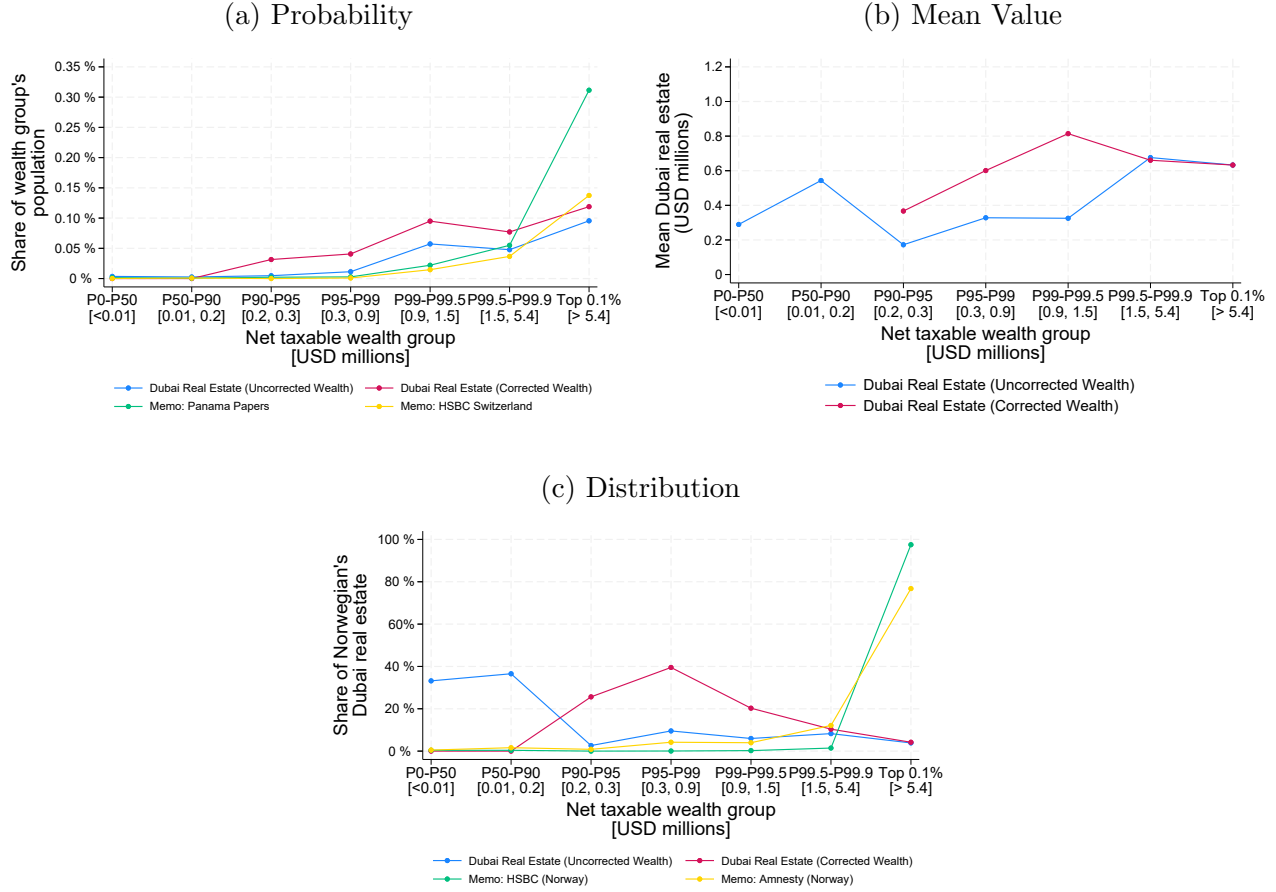 (a) Probability
0.35 %
0.30 %
0.25 %
0.20 %
0.15 %
0.10 %
0.05 %
0 %
Share of wealth group's
population
P0-P50 P50-P90 P90-P95 P95-P99 P99-P99.5 P99.5-P99.9 Top 0.1%
[<0.01] [0.01, 0.2] [0.2, 0.3] [0.3, 0.9] [0.9, 1.5] [1.5, 5.4] [> 5.4]
Net taxable wealth group
[USD millions]
Dubai Real Estate (Uncorrected Wealth) Dubai Real Estate (Corrected Wealth)
Memo: Panama Papers Memo: HSBC Switzerland
(b) Mean Value
1.2
1.0
0.8
0.6
0.4
0.2
0
Mean Dubai real estate
(USD millions)
P0-P50 P50-P90 P90-P95 P95-P99 P99-P99.5 P99.5-P99.9 Top 0.1%
[<0.01] [0.01, 0.2] [0.2, 0.3] [0.3, 0.9] [0.9, 1.5] [1.5, 5.4] [> 5.4]
Net taxable wealth group
[USD millions]
Dubai Real Estate (Uncorrected Wealth)
Dubai Real Estate (Corrected Wealth)
(c) Distribution
100 %
80 %
60%
40 %
20 %
0 %
Share of Norwegian's
Dubai real estate
P0-P50 P50-P90 P90-P95 P95-P99 P99-P99.5 P99.5-P99.9 Top 0.1%
[<0.01] [0.01, 0.2] [0.2, 0.3] [0.3, 0.9] [0.9, 1.5] [1.5, 5.4] [> 5.4]
Net taxable wealth group
[USD millions]
Dubai Real Estate (Uncorrected Wealth) Dubai Real Estate (Corrected Wealth)
Memo: HSBC (Norway) Memo: Amnesty (Norway)